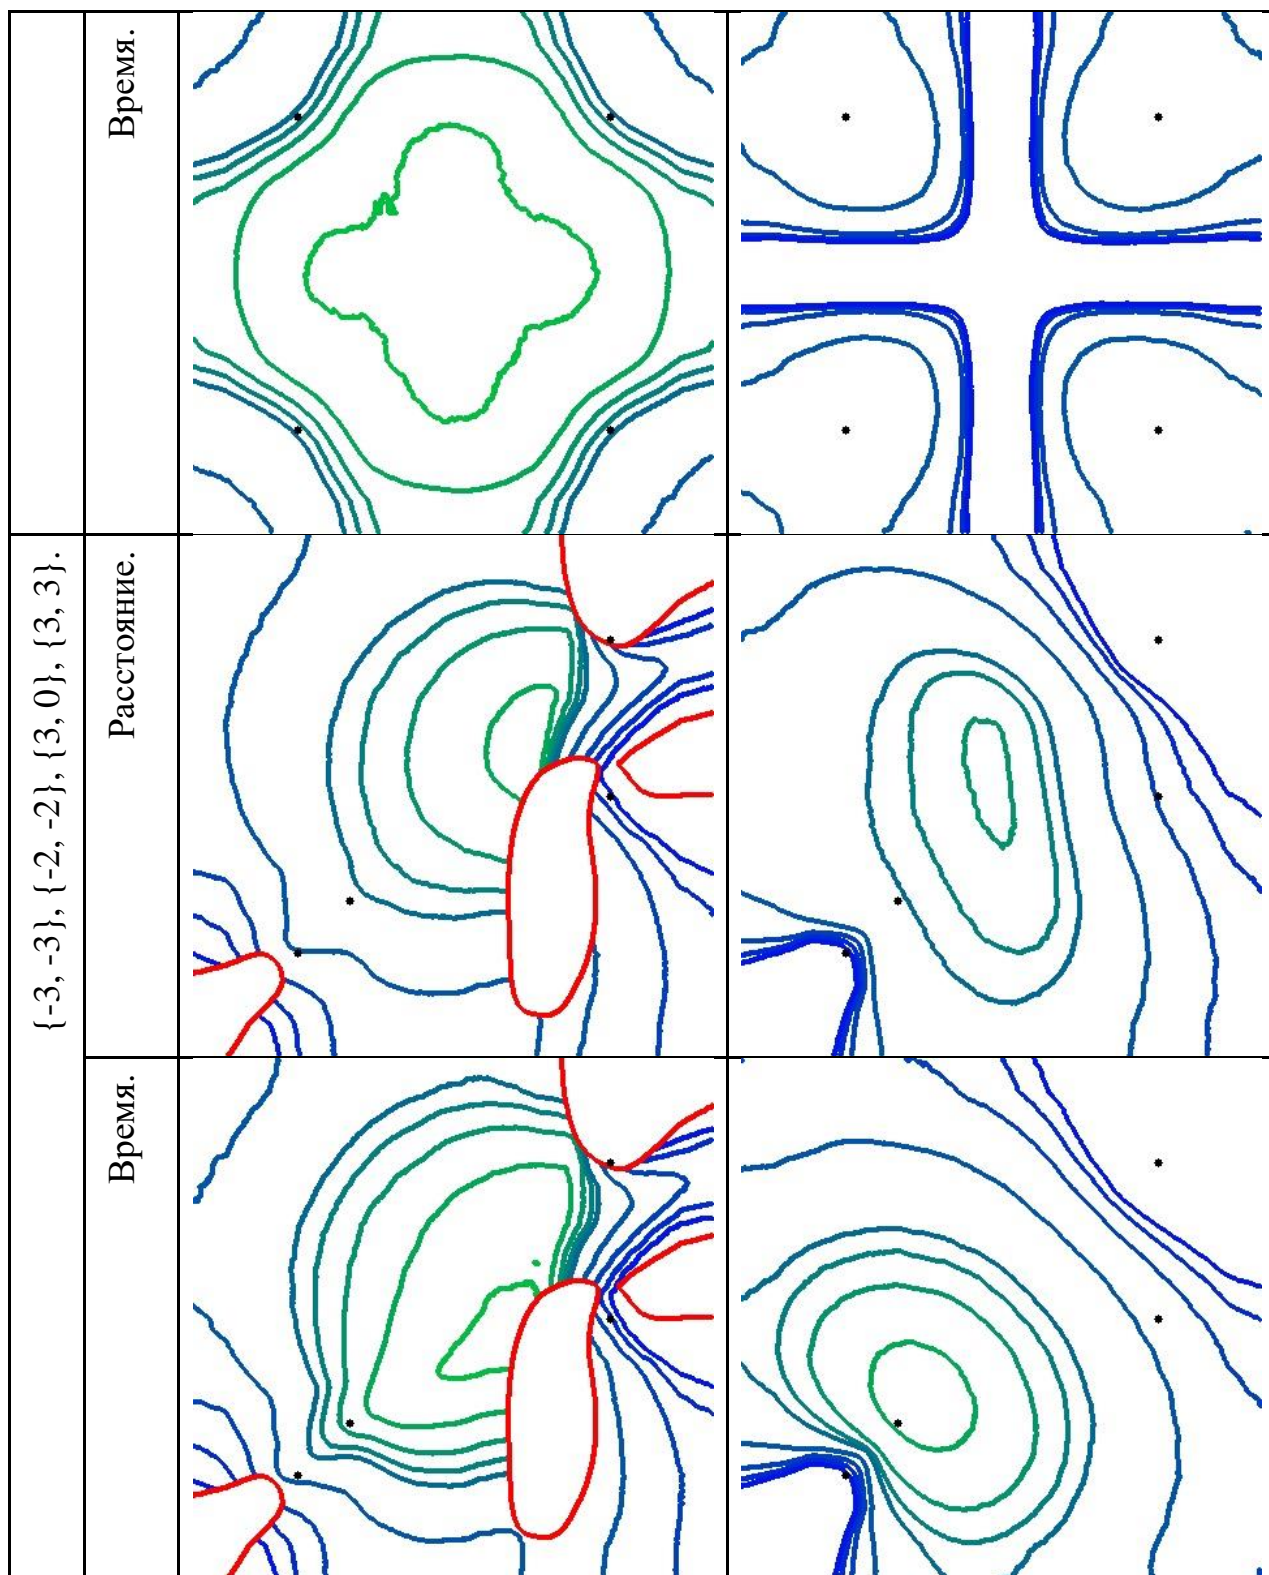 Время.
{-3, -3}, {-2, -2}, {3, 0}, {3, 3}.
Расстояние.
Время.